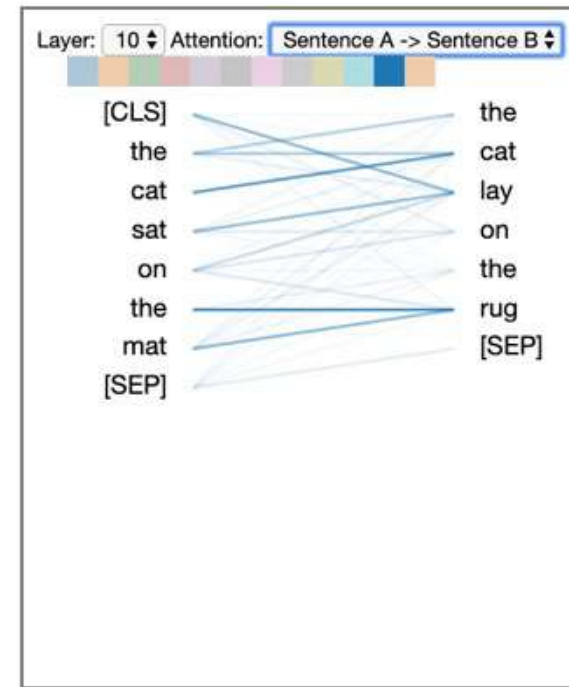 Layer: 10 Attention: Sentence A -> Sentence B
[CLS] the
the cat
cat lay
sat on
on the
the rug
mat [SEP]
[SEP]